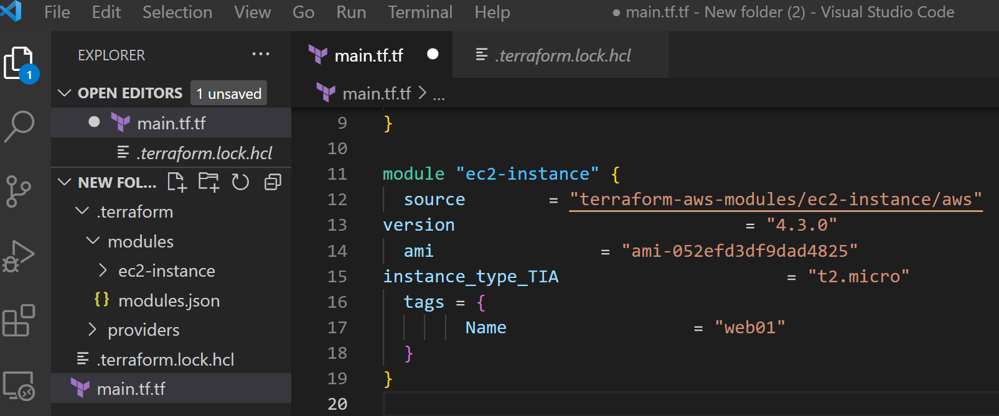 File Edit Selection View Go Run Terminal Help ● main.tf.tf - New folder (2) - Visual Studio Code
EXPLORER ...
1
OPEN EDITORS 1 unsaved
● main.tf.tf
.terraform.lock.hcl
NEW FOL...
.terraform
modules
ec2-instance
{} modules.json
providers
.terraform.lock.hcl
main.tf.tf
main.tf.tf ● .terraform.lock.hcl
main.tf.tf > ...
9 }
10
11 module "ec2-instance" {
12 source = "terraform-aws-modules/ec2-instance/aws"
13 version = "4.3.0"
14 ami = "ami-052efd3df9dad4825"
15 instance_type_TIA = "t2.micro"
16 tags = {
17 Name = "web01"
18 }
19 }
20